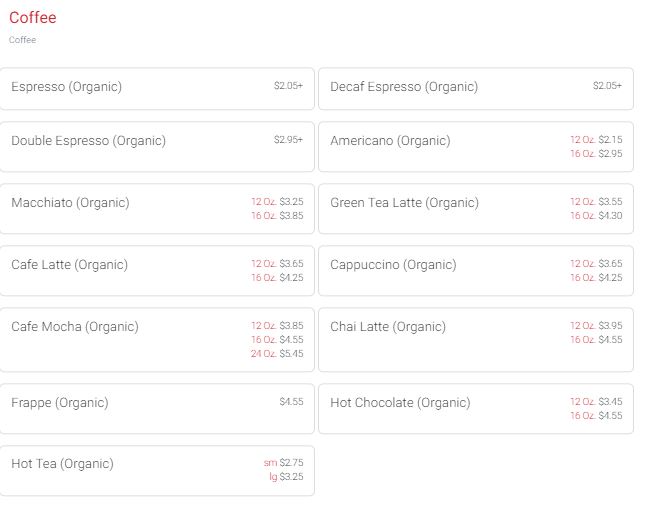 Coffee
Coffee
Espresso (Organic) $2.05+
Decaf Espresso (Organic) $2.05+
Double Espresso (Organic) $2.95+
Americano (Organic) 12 Oz. $2.15
16 Oz. $2.95
Macchiato (Organic) 12 Oz. $3.25
16 Oz. $3.85
Green Tea Latte (Organic) 12 Oz. $3.55
16 Oz. $4.30
Cafe Latte (Organic) 12 Oz. $3.65
16 Oz. $4.25
Cappuccino (Organic) 12 Oz. $3.65
16 Oz. $4.25
Cafe Mocha (Organic) 12 Oz. $3.85
16 Oz. $4.55
24 Oz. $5.45
Chai Latte (Organic) 12 Oz. $3.95
16 Oz. $4.55
Frappe (Organic) $4.55
Hot Chocolate (Organic) 12 Oz. $3.45
16 Oz. $4.55
Hot Tea (Organic) sm $2.75
lg $3.25